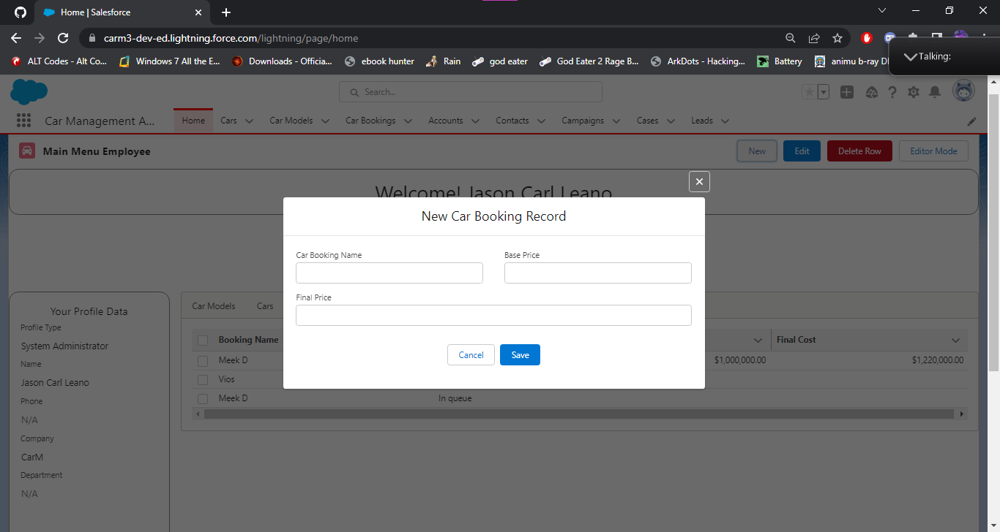 Home | Salesforce
carm3-dev-ed.lightning.force.com/lightning/page/home
ALT Codes - Alt Co... Windows 7 All the E... Downloads - Officia... ebook hunter Rain god eater God Eater 2 Rage B... ArkDots - Hacking... Battery animu b-ray
Talking:
Search...
Car Management A... Home Cars Car Models Car Bookings Accounts Contacts Campaigns Cases Leads
Main Menu Employee New Edit Delete Row Editor Mode
Welcome! Jason Carl Leano
New Car Booking Record
Car Booking Name Base Price
Final Price
Cancel Save
Your Profile Data
Profile Type
System Administrator
Name
Jason Carl Leano
Phone
N/A
Company
CarM
Department
N/A
Car Models Cars
Booking Name Final Cost
Meek D $1,000,000.00 $1,220,000.00
Vios
Meek D In queue